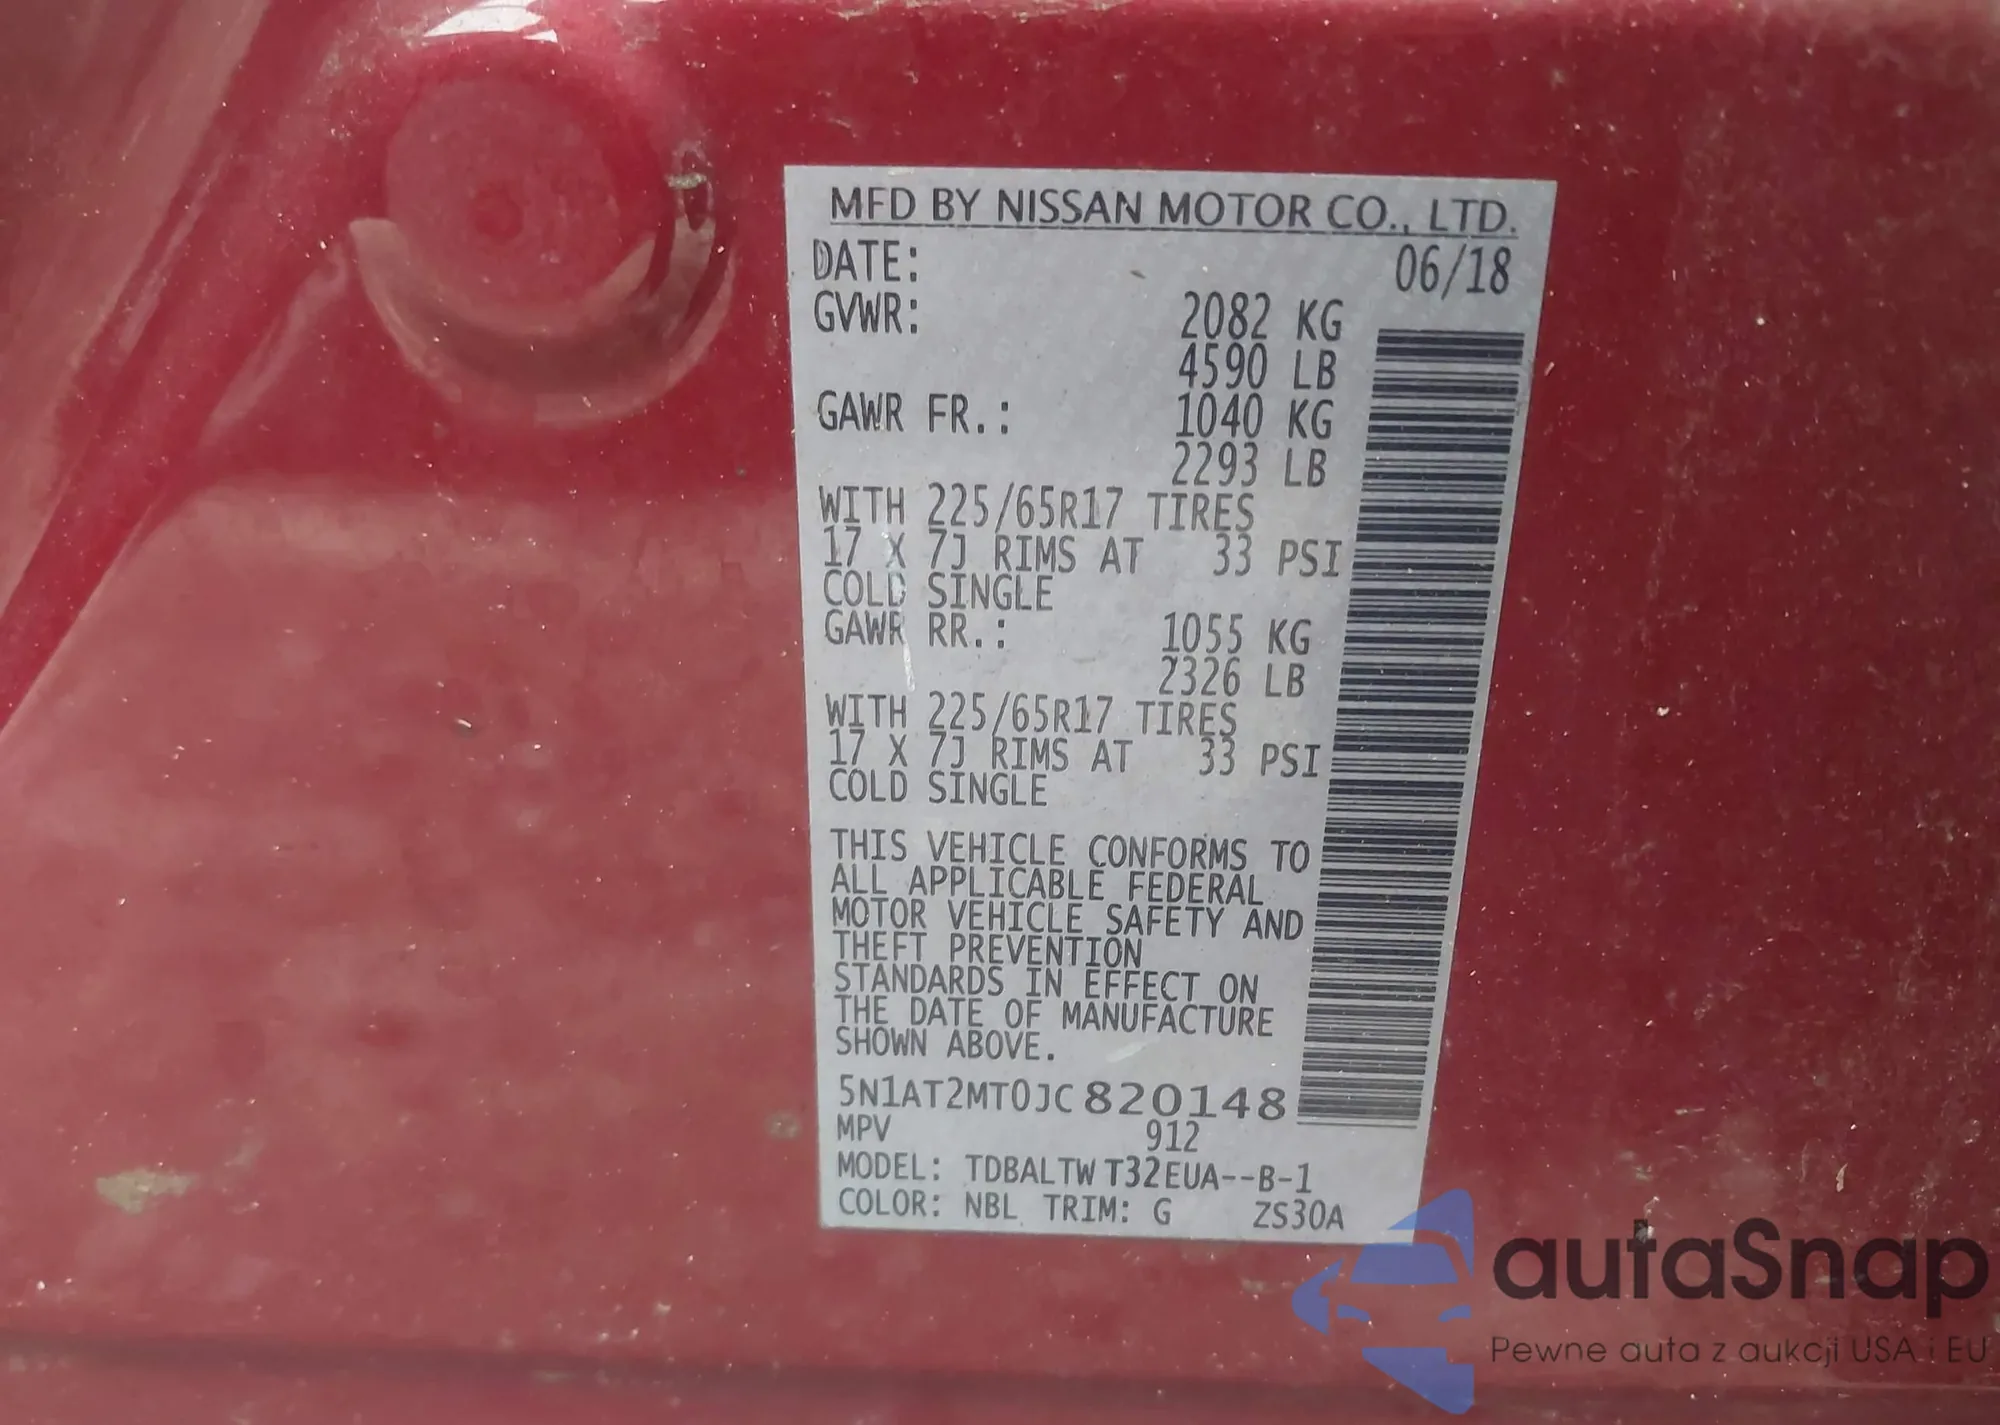 MFD BY NISSAN MOTOR CO., LTD.
DATE: 06/18
GVWR: 2082 KG
4590 LB
GAWR FR.: 1040 KG
2293 LB
WITH 225/65R17 TIRES
17 X 7J RIMS AT 33 PSI
COLD SINGLE
GAWR RR.: 1055 KG
2326 LB
WITH 225/65R17 TIRES
17 X 7J RIMS AT 33 PSI
COLD SINGLE
THIS VEHICLE CONFORMS TO
ALL APPLICABLE FEDERAL
MOTOR VEHICLE SAFETY AND
THEFT PREVENTION
STANDARDS IN EFFECT ON
THE DATE OF MANUFACTURE
SHOWN ABOVE.
5N1AT2MT0JC820148
MPV 912
MODEL: TDBALTW T32EUA--B-1
COLOR: NBL TRIM: G ZS30A
autaSnap
Pewne auta z aukcji USA i EU